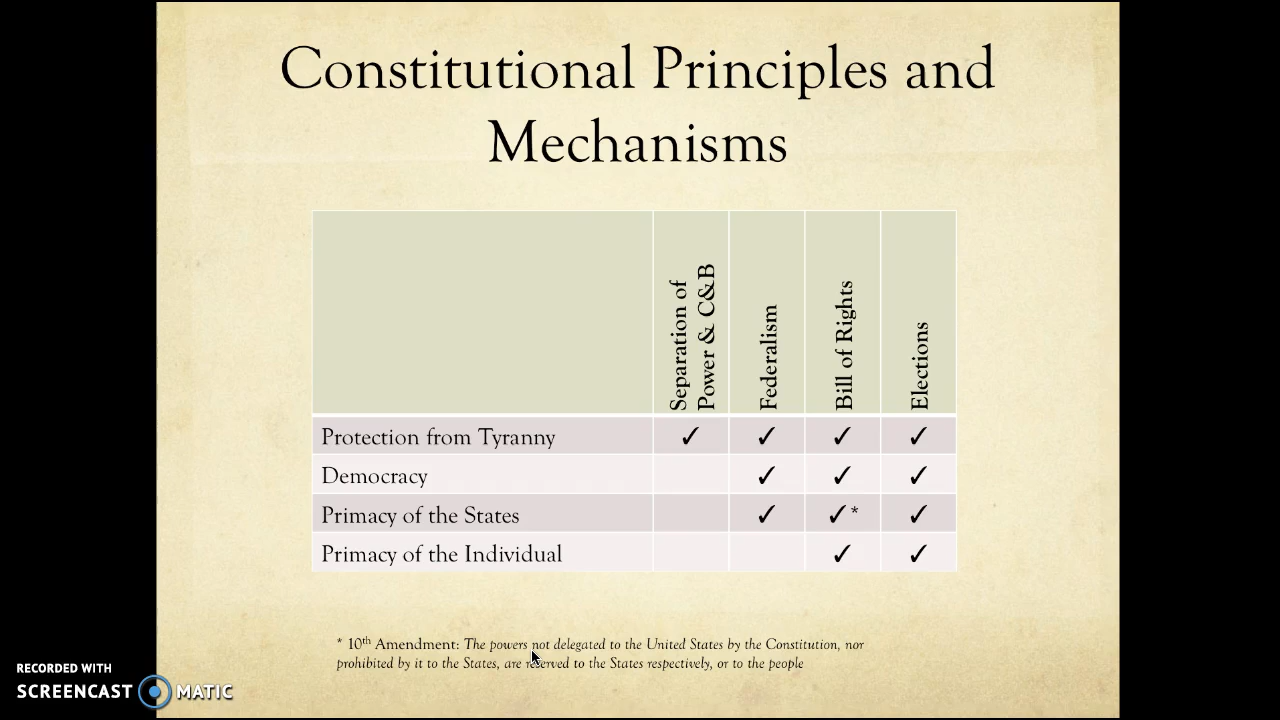 Constitutional Principles and
Mechanisms
Separation of
Power & C&B
Federalism
Bill of Rights
Elections
Protection from Tyranny ✓ ✓ ✓ ✓
Democracy ✓ ✓ ✓
Primacy of the States ✓ ✓* ✓
Primacy of the Individual ✓ ✓
* 10th Amendment: The powers not delegated to the United States by the Constitution, nor
prohibited by it to the States, are reserved to the States respectively, or to the people
RECORDED WITH
SCREENCAST MATIC